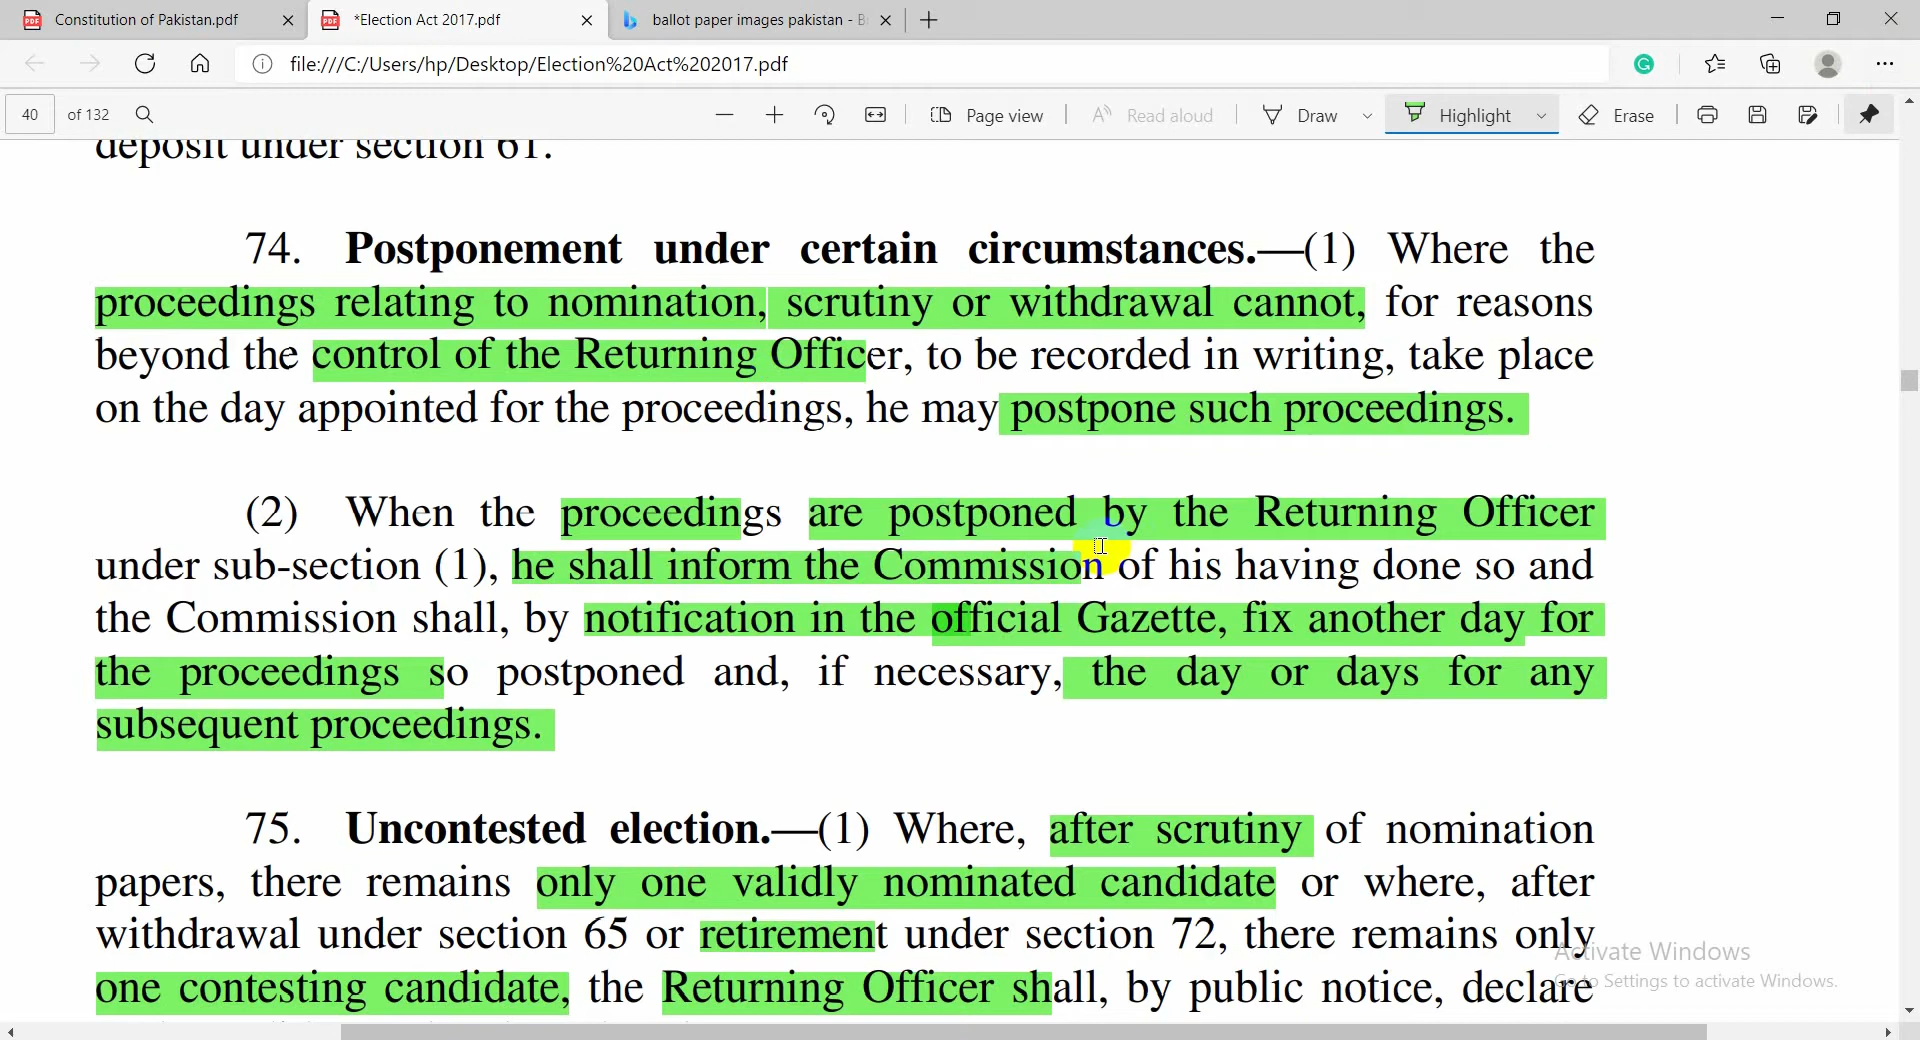 Constitution of Pakistan.pdf
*Election Act 2017.pdf
ballot paper images pakistan - B
file:///C:/Users/hp/Desktop/Election%20Act%202017.pdf
40 of 132
Page view
Read aloud
Draw
Highlight
Erase
deposit under section 61.
74. Postponement under certain circumstances.—(1) Where the
proceedings relating to nomination, scrutiny or withdrawal cannot, for reasons
beyond the control of the Returning Officer, to be recorded in writing, take place
on the day appointed for the proceedings, he may postpone such proceedings.
(2) When the proceedings are postponed by the Returning Officer
under sub-section (1), he shall inform the Commission of his having done so and
the Commission shall, by notification in the official Gazette, fix another day for
the proceedings so postponed and, if necessary, the day or days for any
subsequent proceedings.
75. Uncontested election.—(1) Where, after scrutiny of nomination
papers, there remains only one validly nominated candidate or where, after
withdrawal under section 65 or retirement under section 72, there remains only
one contesting candidate, the Returning Officer shall, by public notice, declare
Activate Windows
Go to Settings to activate Windows.